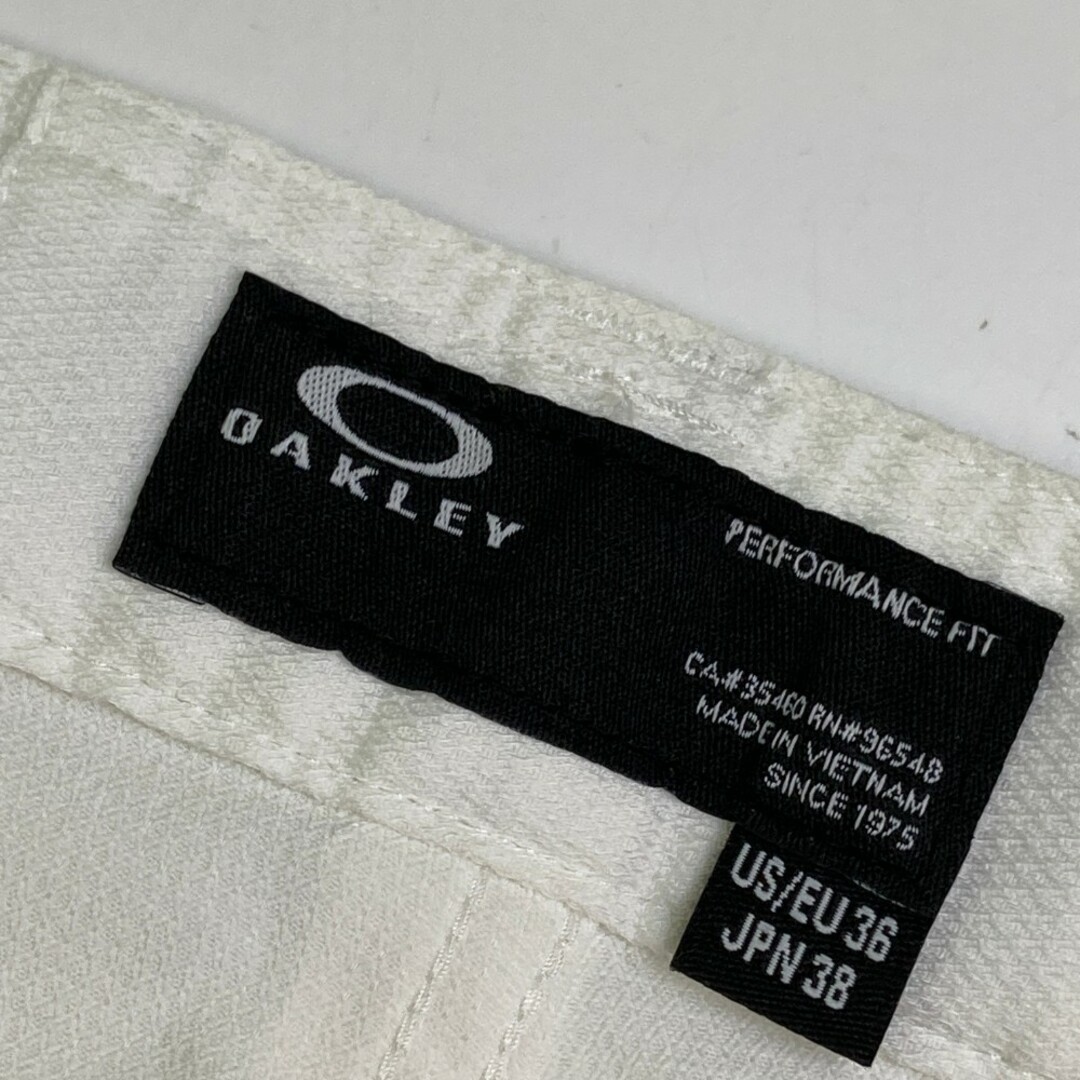 OAKLEY
PERFORMANCE FIT
CA#35460 RN#96548
MADE IN VIETNAM
SINCE 1975
US/EU 36
JPN 38